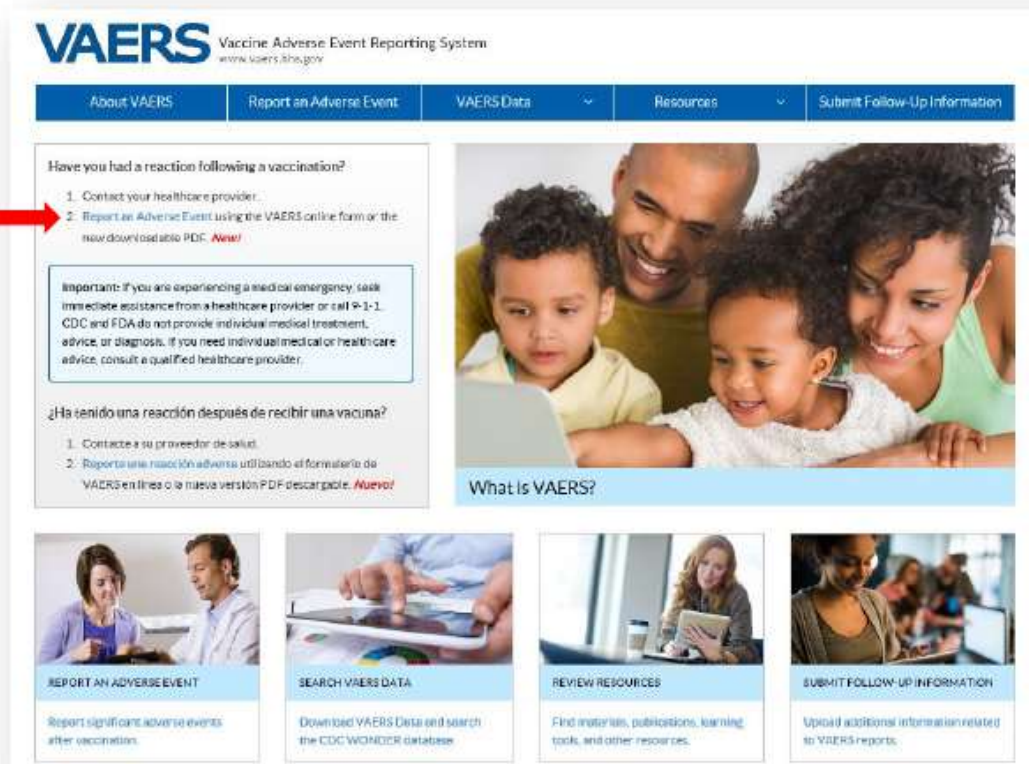 VAERS Vaccine Adverse Event Reporting System
www.vaers.hhs.gov
About VAERS Report an Adverse Event VAERS Data Resources Submit Follow-Up Information
Have you had a reaction following a vaccination?
1. Contact your healthcare provider.
2. Report an Adverse Event using the VAERS online form or the
new downloadable PDF. New!
Important: If you are experiencing a medical emergency, seek
immediate assistance from a healthcare provider or call 9-1-1.
CDC and FDA do not provide individual medical treatment,
advice, or diagnosis. If you need individual medical or health care
advice, consult a qualified healthcare provider.
¿Ha tenido una reacción después de recibir una vacuna?
1. Contacte a su proveedor de salud.
2. Reporte una reacción adversa utilizando el formulario de
VAERS en línea o la nueva versión PDF descargable. Nuevo!
What is VAERS?
REPORT AN ADVERSE EVENT
Report significant adverse events
after vaccination.
SEARCH VAERS DATA
Download VAERS Data and search
the CDC WONDER database
REVIEW RESOURCES
Find materials, publications, learning
tools, and other resources.
SUBMIT FOLLOW-UP INFORMATION
Upload additional information related
to VAERS reports.